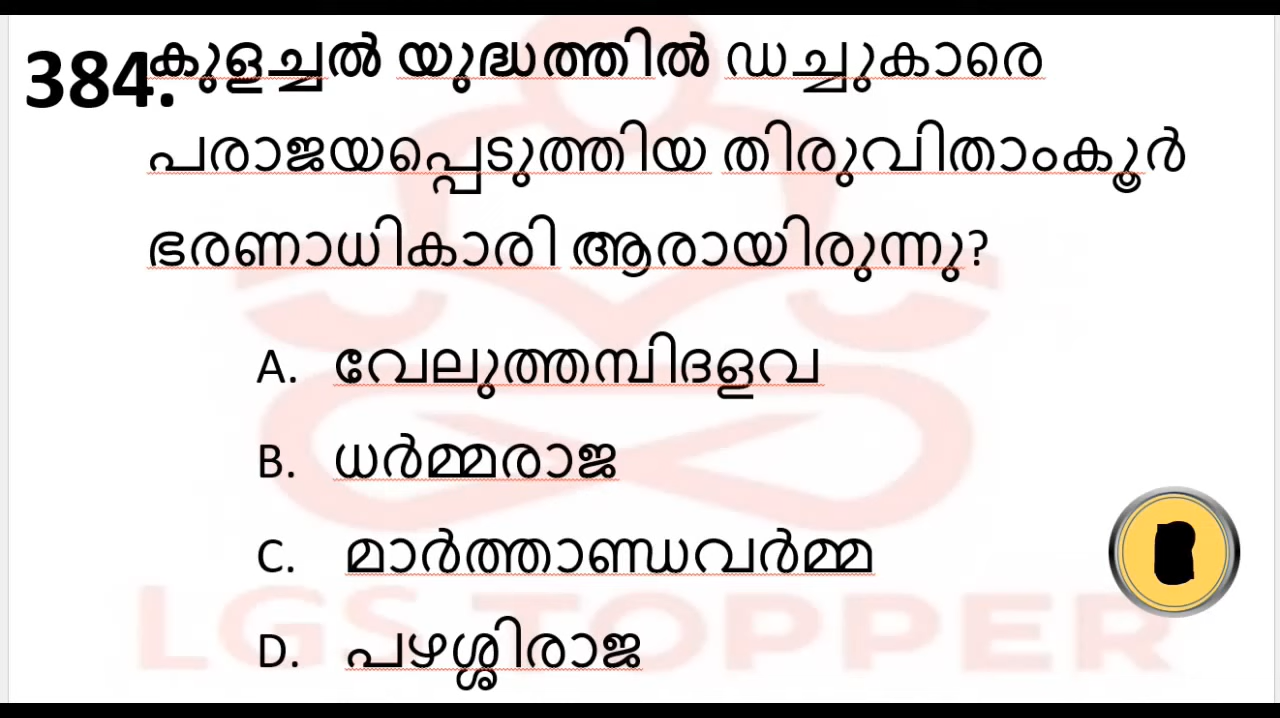 384. കുളച്ചൽ യുദ്ധത്തിൽ ഡച്ചുകാരെ
പരാജയപ്പെടുത്തിയ തിരുവിതാംകൂർ
ഭരണാധികാരി ആരായിരുന്നു?
A. വേലുത്തമ്പിദളവ
B. ധർമ്മരാജ
C. മാർത്താണ്ഡവർമ്മ
D. പഴശ്ശിരാജ
LGS TOPPER